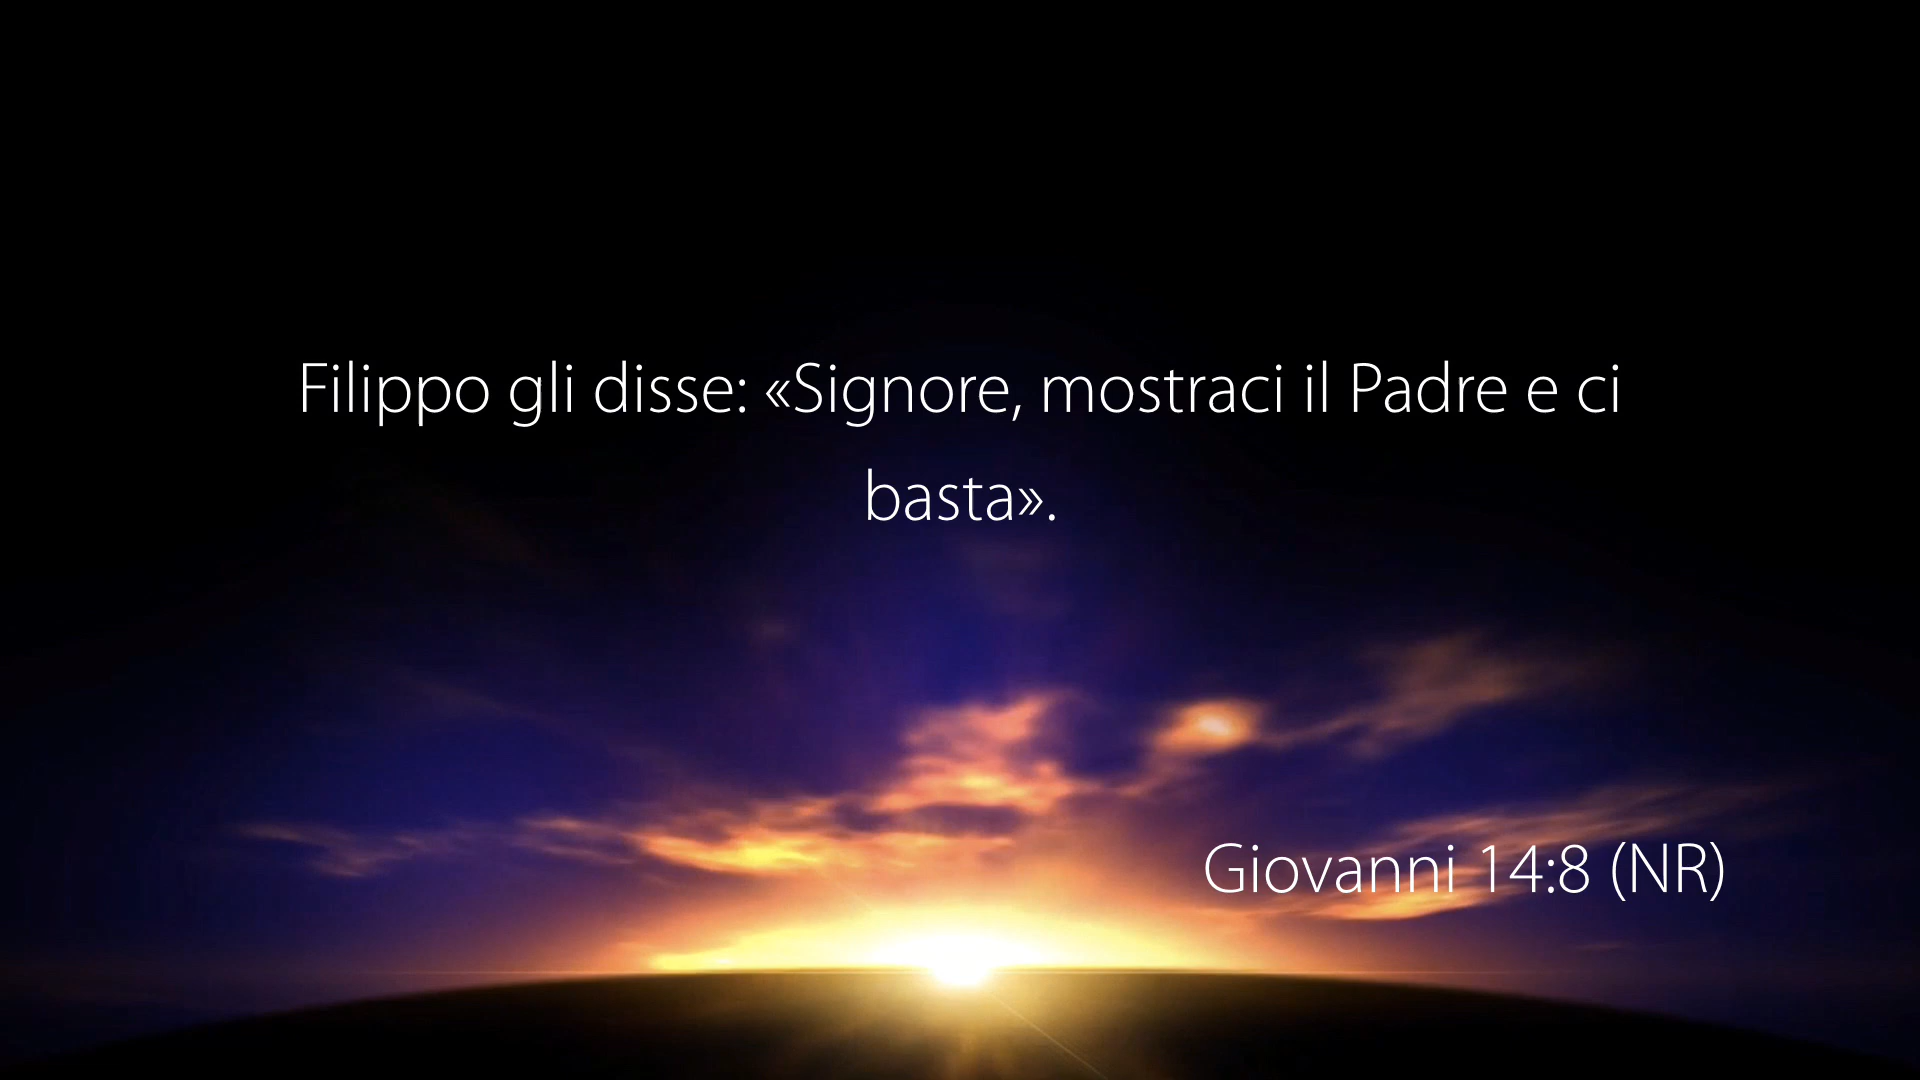 Filippo gli disse: «Signore, mostraci il Padre e ci
basta».
Giovanni 14:8 (NR)